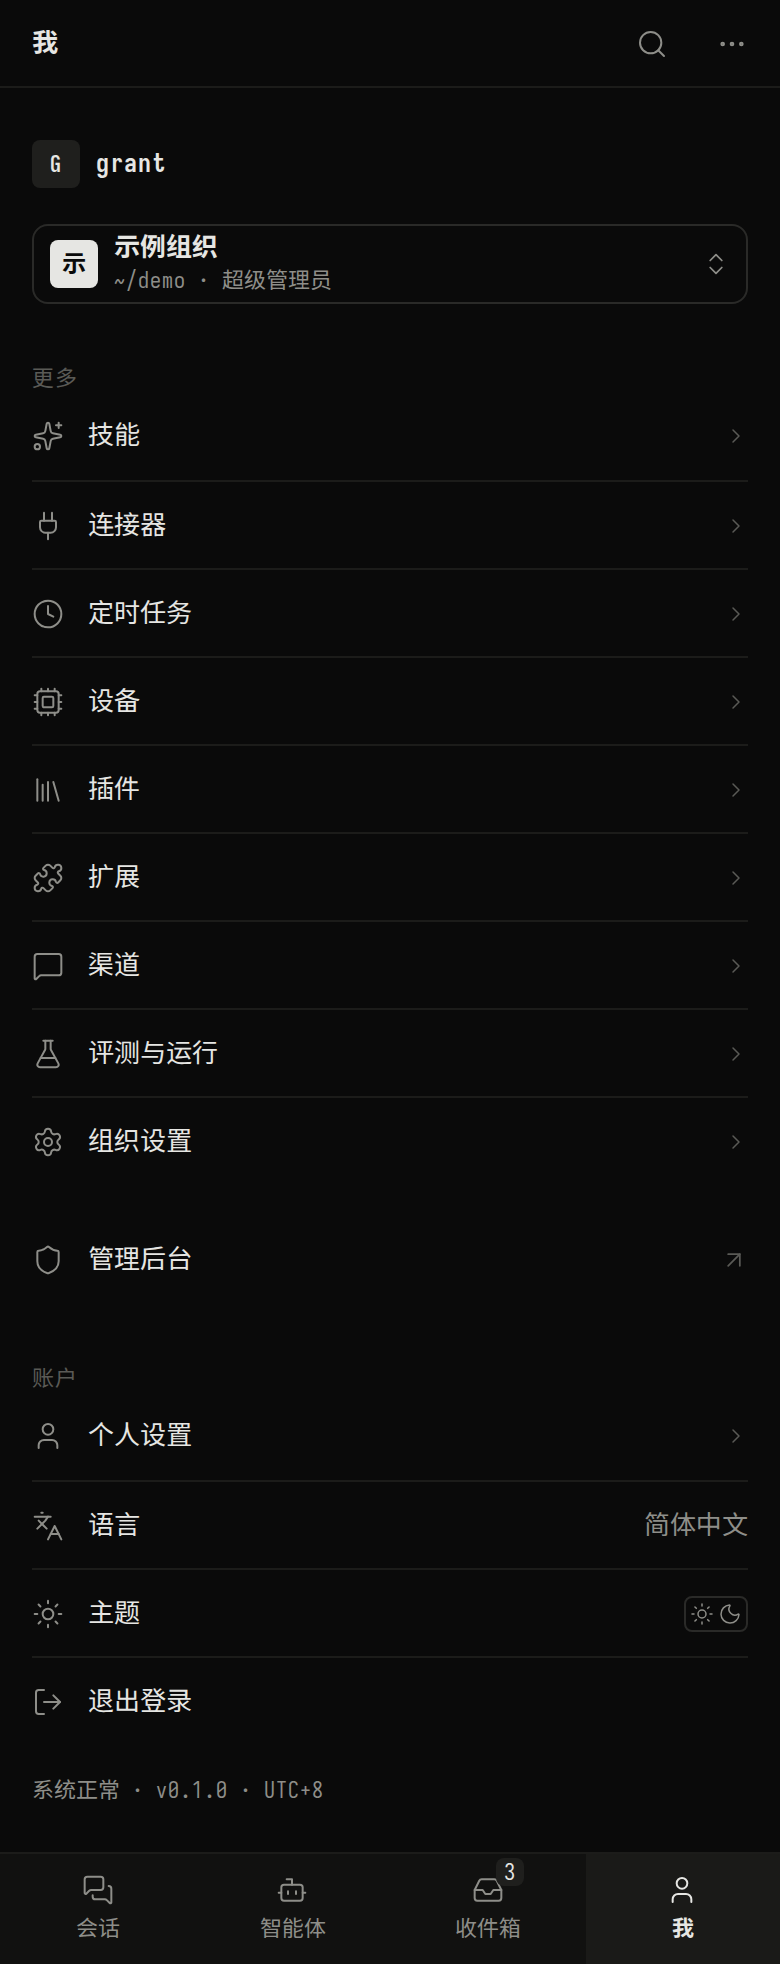 我
G grant
示 示例组织
~/demo · 超级管理员
更多
技能
连接器
定时任务
设备
插件
扩展
渠道
评测与运行
组织设置
管理后台
账户
个人设置
语言 简体中文
主题
退出登录
系统正常 · v0.1.0 · UTC+8
3
会话 智能体 收件箱 我